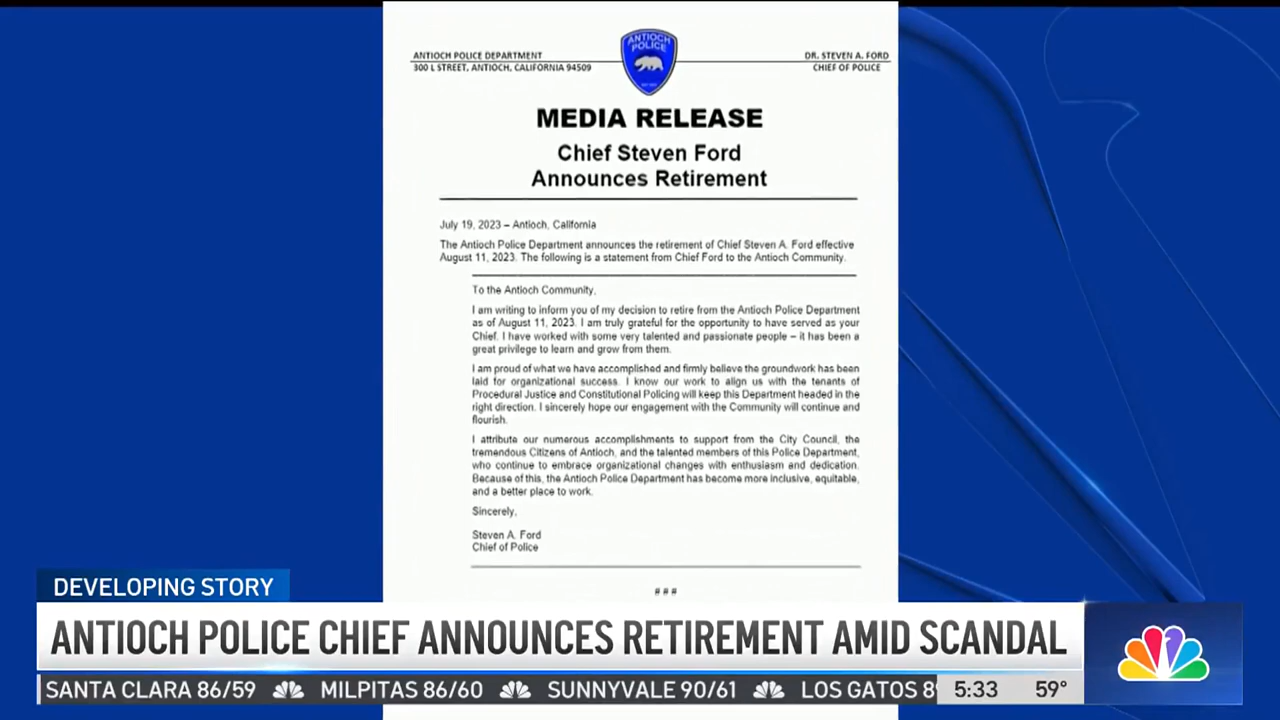 ANTIOCH POLICE DEPARTMENT
300 L STREET, ANTIOCH, CALIFORNIA 94509
ANTIOCH
POLICE
DR. STEVEN A. FORD
CHIEF OF POLICE
MEDIA RELEASE
Chief Steven Ford
Announces Retirement
July 19, 2023 – Antioch, California
The Antioch Police Department announces the retirement of Chief Steven A. Ford effective
August 11, 2023. The following is a statement from Chief Ford to the Antioch Community.
To the Antioch Community,
I am writing to inform you of my decision to retire from the Antioch Police Department
as of August 11, 2023. I am truly grateful for the opportunity to have served as your
Chief. I have worked with some very talented and passionate people – it has been a
great privilege to learn and grow from them.
I am proud of what we have accomplished and firmly believe the groundwork has been
laid for organizational success. I know our work to align us with the tenants of
Procedural Justice and Constitutional Policing will keep this Department headed in the
right direction. I sincerely hope our engagement with the Community will continue and
flourish.
I attribute our numerous accomplishments to support from the City Council, the
tremendous Citizens of Antioch, and the talented members of this Police Department,
who continue to embrace organizational changes with enthusiasm and dedication.
Because of this, the Antioch Police Department has become more inclusive, equitable,
and a better place to work.
Sincerely,
Steven A. Ford
Chief of Police
# # #
DEVELOPING STORY
ANTIOCH POLICE CHIEF ANNOUNCES RETIREMENT AMID SCANDAL
SANTA CLARA 86/59 MILPITAS 86/60 SUNNYVALE 90/61 LOS GATOS 5:33 59°